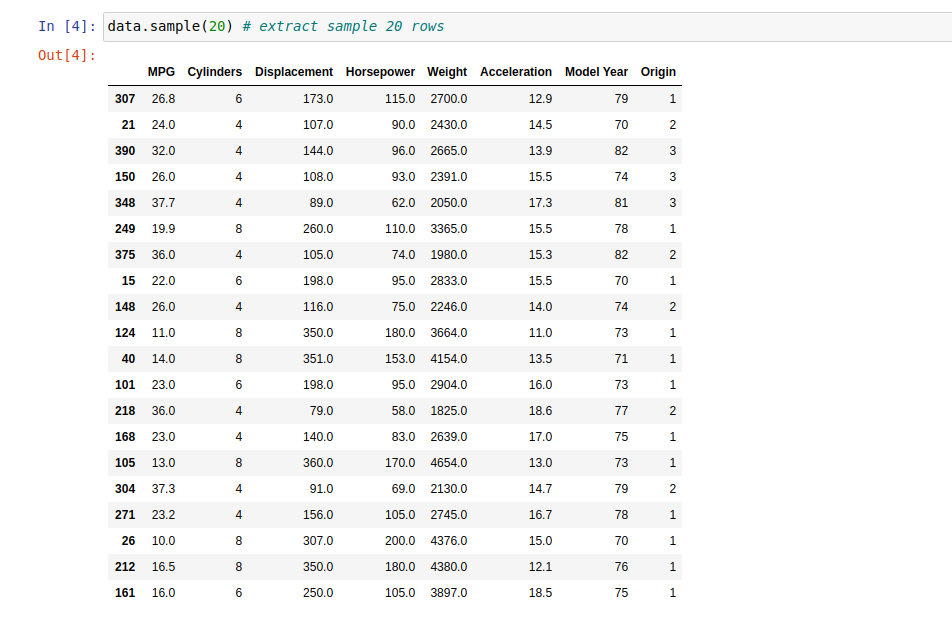 In [4]: data.sample(20) # extract sample 20 rows
Out[4]:
MPG Cylinders Displacement Horsepower Weight Acceleration Model Year Origin
307 26.8 6 173.0 115.0 2700.0 12.9 79 1
21 24.0 4 107.0 90.0 2430.0 14.5 70 2
390 32.0 4 144.0 96.0 2665.0 13.9 82 3
150 26.0 4 108.0 93.0 2391.0 15.5 74 3
348 37.7 4 89.0 62.0 2050.0 17.3 81 3
249 19.9 8 260.0 110.0 3365.0 15.5 78 1
375 36.0 4 105.0 74.0 1980.0 15.3 82 2
15 22.0 6 198.0 95.0 2833.0 15.5 70 1
148 26.0 4 116.0 75.0 2246.0 14.0 74 2
124 11.0 8 350.0 180.0 3664.0 11.0 73 1
40 14.0 8 351.0 153.0 4154.0 13.5 71 1
101 23.0 6 198.0 95.0 2904.0 16.0 73 1
218 36.0 4 79.0 58.0 1825.0 18.6 77 2
168 23.0 4 140.0 83.0 2639.0 17.0 75 1
105 13.0 8 360.0 170.0 4654.0 13.0 73 1
304 37.3 4 91.0 69.0 2130.0 14.7 79 2
271 23.2 4 156.0 105.0 2745.0 16.7 78 1
26 10.0 8 307.0 200.0 4376.0 15.0 70 1
212 16.5 8 350.0 180.0 4380.0 12.1 76 1
161 16.0 6 250.0 105.0 3897.0 18.5 75 1